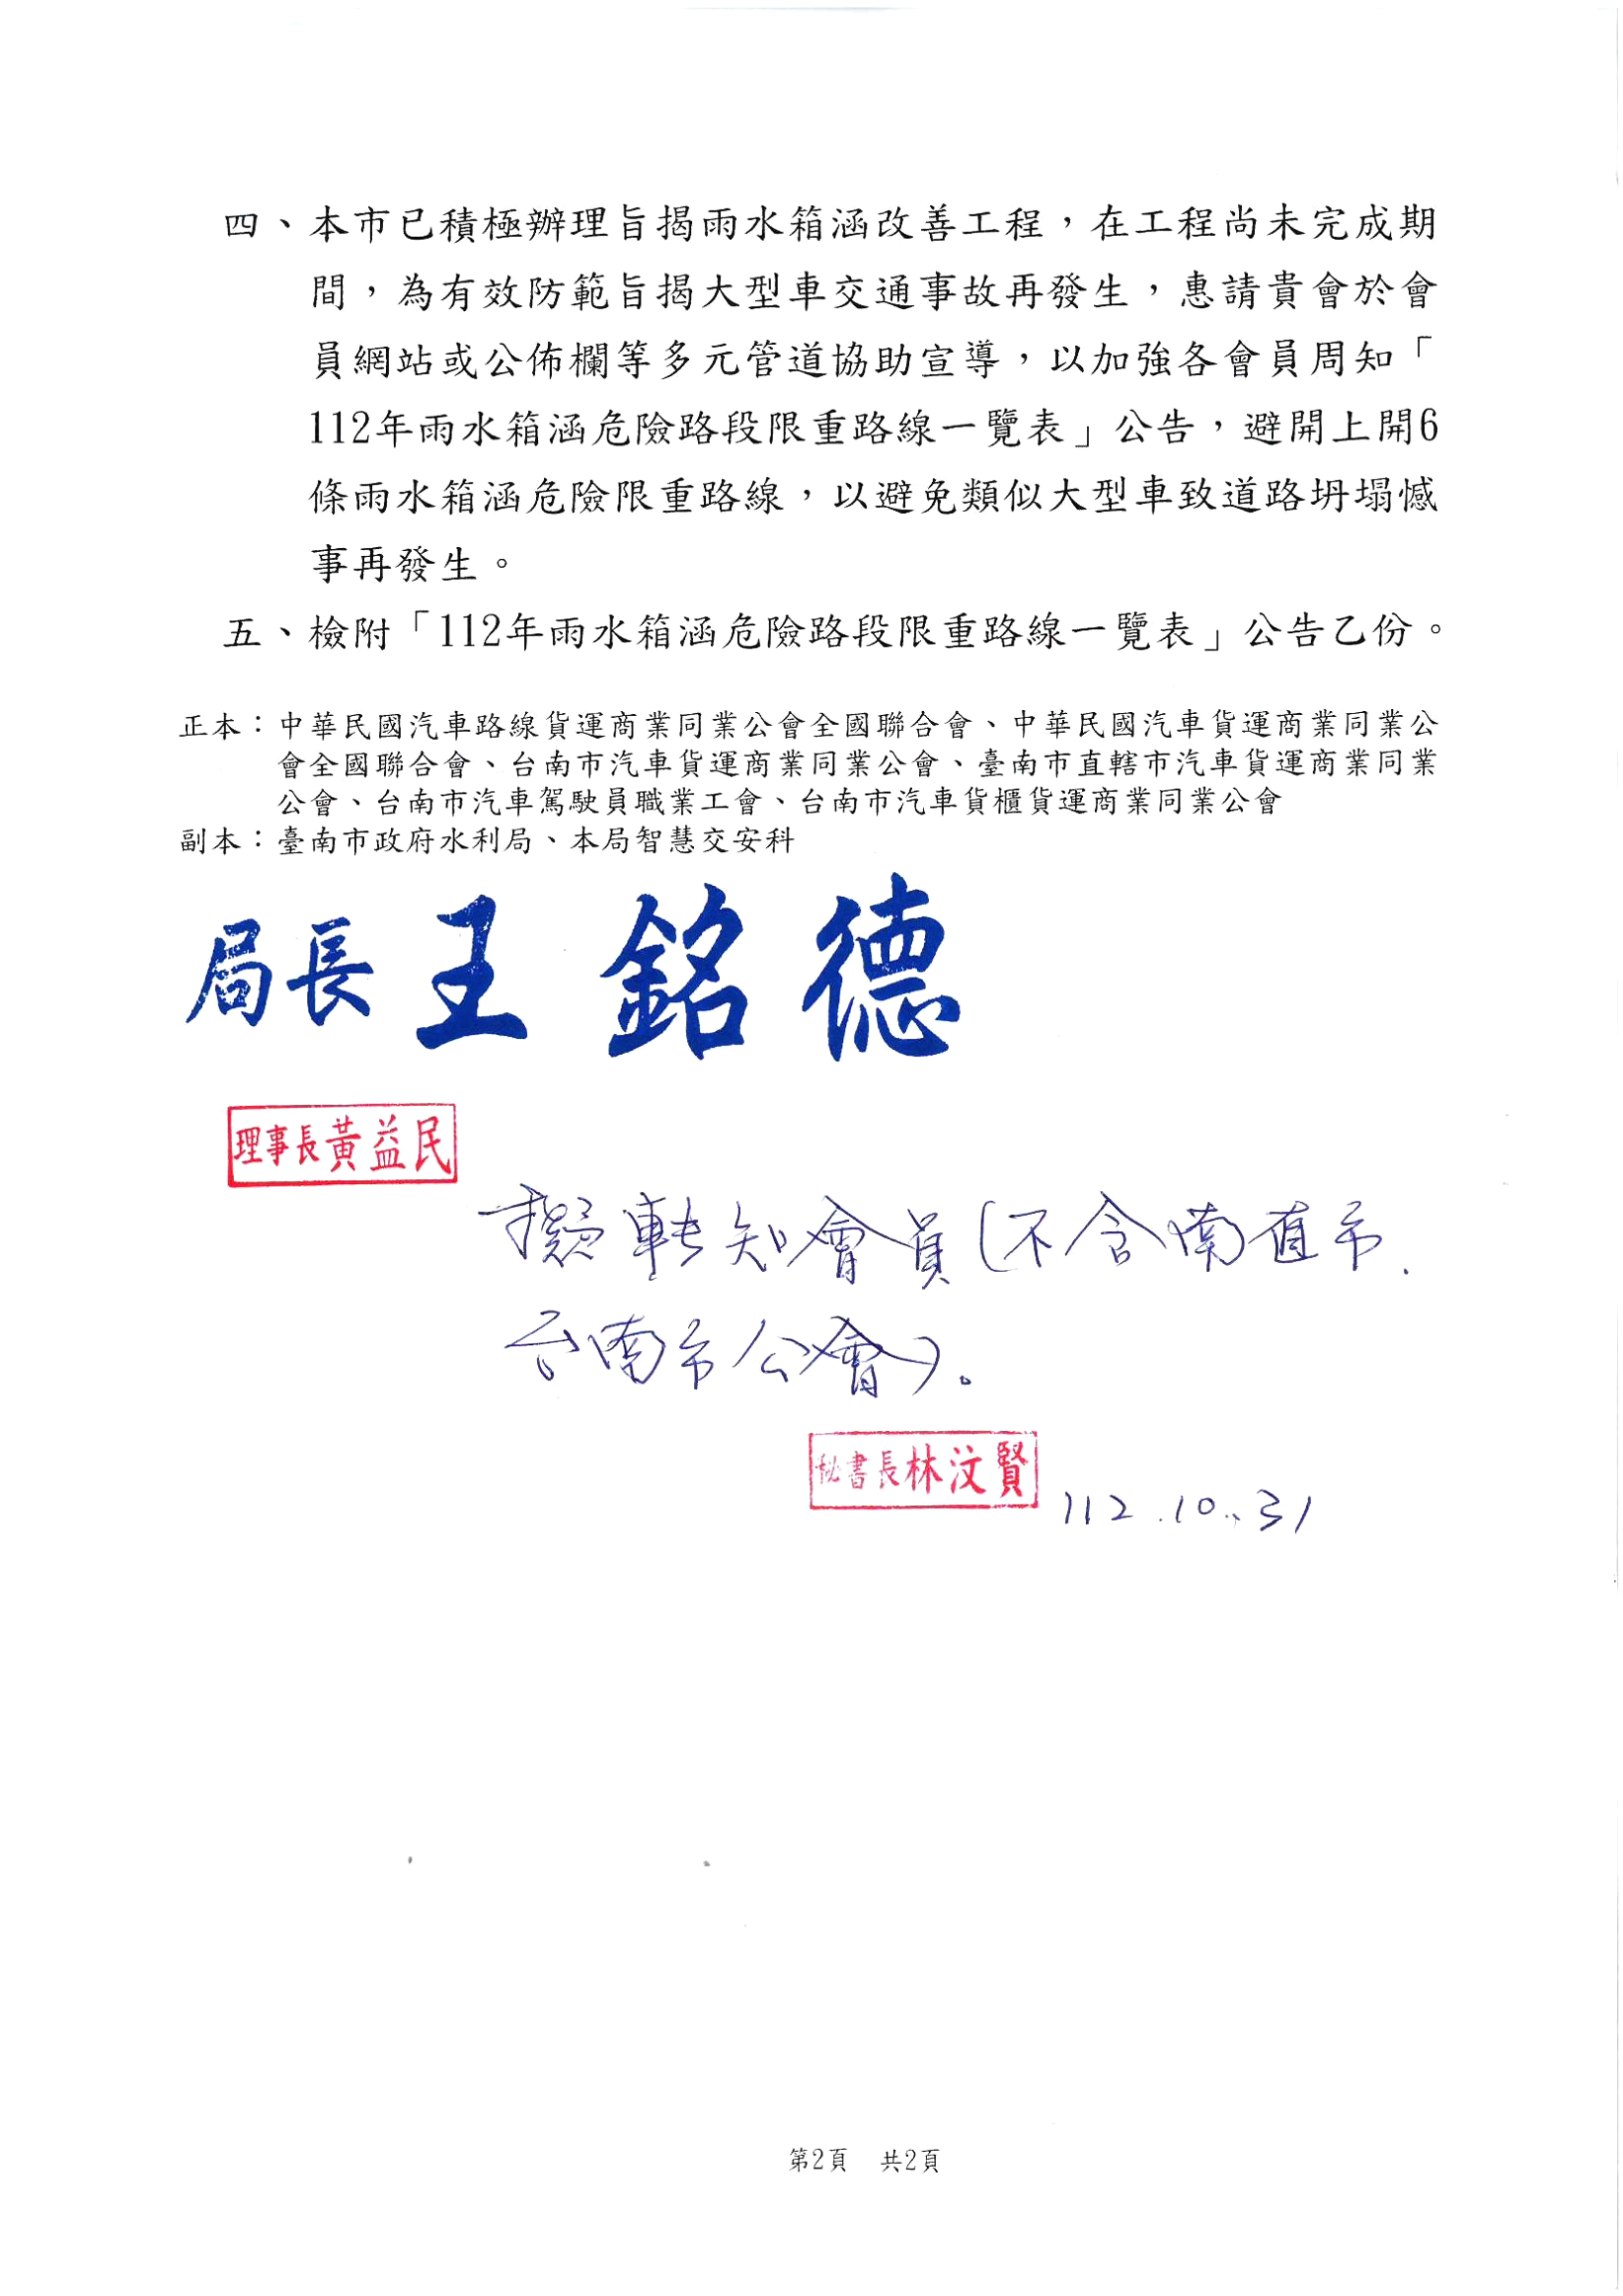 四、本市已積極辦理旨揭雨水箱涵改善工程，在工程尚未完成期
間，為有效防範旨揭大型車交通事故再發生，惠請貴會於會
員網站或公佈欄等多元管道協助宣導，以加強各會員周知「
112年雨水箱涵危險路段限重路線一覽表」公告，避開上開6
條雨水箱涵危險限重路線，以避免類似大型車致道路坍塌憾
事再發生。
五、檢附「112年雨水箱涵危險路段限重路線一覽表」公告乙份。
正本：中華民國汽車路線貨運商業同業公會全國聯合會、中華民國汽車貨運商業同業公
會全國聯合會、台南市汽車貨運商業同業公會、臺南市直轄市汽車貨運商業同業
公會、台南市汽車駕駛員職業工會、台南市汽車貨櫃貨運商業同業公會
副本：臺南市政府水利局、本局智慧交安科
局長王銘德
理事長黃益民
擬轉知會員(不含南直市.
台南市公會)。
秘書長林汶賢
112.10.31
第2頁 共2頁